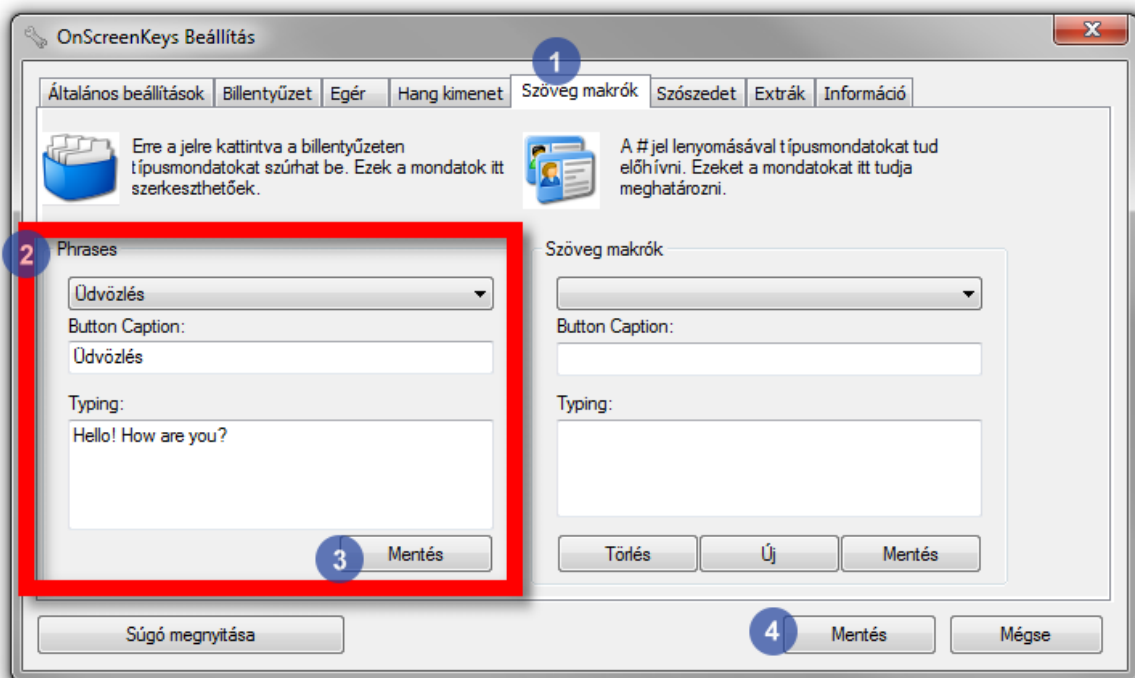 OnScreenKeys Beállítás
1
Általános beállítások Billentyűzet Egér Hang kimenet Szöveg makrók Szószedet Extrák Információ
Erre a jelre kattintva a billentyűzeten
típusmondatokat szúrhat be. Ezek a mondatok itt
szerkeszthetőek.
A # jel lenyomásával típusmondatokat tud
előhívni. Ezeket a mondatokat itt tudja
meghatározni.
2
Phrases
Üdvözlés
Button Caption:
Üdvözlés
Typing:
Hello! How are you?
3
Mentés
Szöveg makrók
Button Caption:
Typing:
Törlés Új Mentés
Súgó megnyitása
4
Mentés Mégse